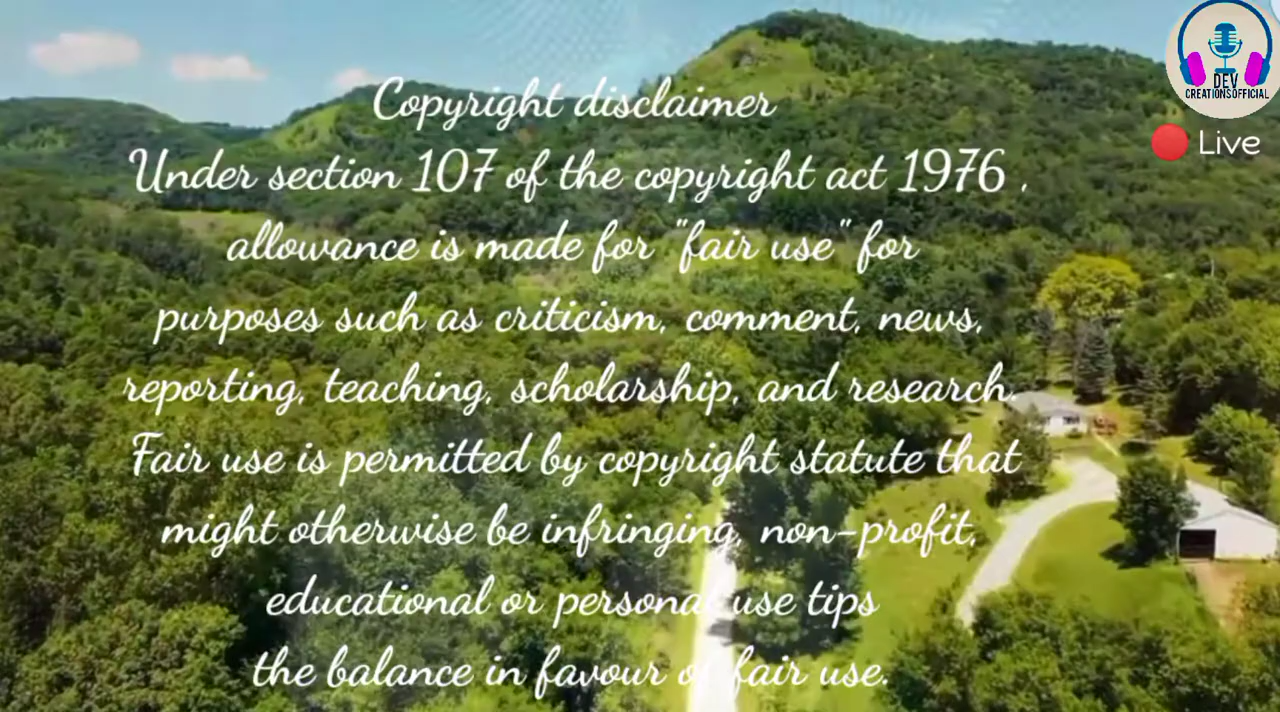 DEV
CREATIONSOFFICIAL
Live
Copyright disclaimer
Under section 107 of the copyright act 1976 ,
allowance is made for "fair use" for
purposes such as criticism, comment, news,
reporting, teaching, scholarship, and research.
Fair use is permitted by copyright statute that
might otherwise be infringing, non-profit,
educational or personal use tips
the balance in favour of fair use.